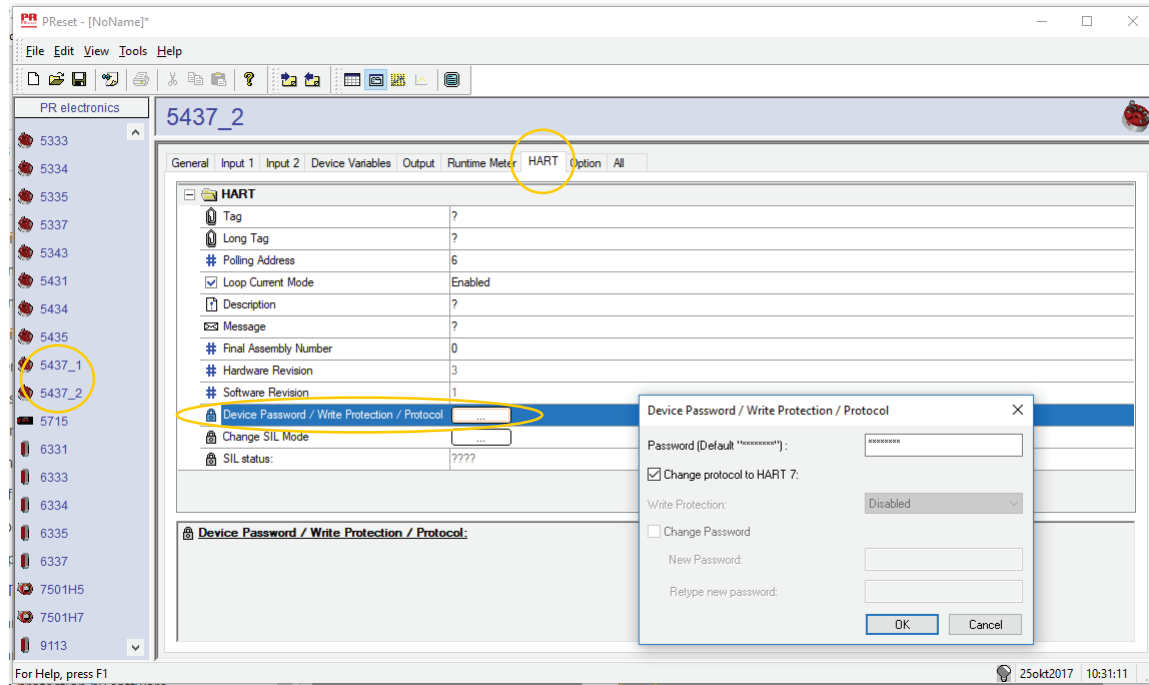 PR PReset - [NoName]*
File Edit View Tools Help
PR electronics
5333
5334
5335
5337
5343
5431
5434
5435
5437_1
5437_2
5715
6331
6333
6334
6335
6337
7501H5
7501H7
9113
5437_2
General Input 1 Input 2 Device Variables Output Runtime Meter HART Option All
HART
Tag ?
Long Tag ?
# Polling Address 6
Loop Current Mode Enabled
Description ?
Message ?
# Final Assembly Number 0
# Hardware Revision 3
# Software Revision 1
Device Password / Write Protection / Protocol ...
Change SIL Mode ...
SIL status: ????
Device Password / Write Protection / Protocol:
Device Password / Write Protection / Protocol
Password (Default "********") : ********
Change protocol to HART 7:
Write Protection: Disabled
Change Password
New Password:
Retype new password:
OK Cancel
For Help, press F1 25okt2017 10:31:11